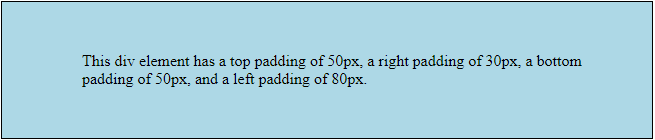 This div element has a top padding of 50px, a right padding of 30px, a bottom
padding of 50px, and a left padding of 80px.